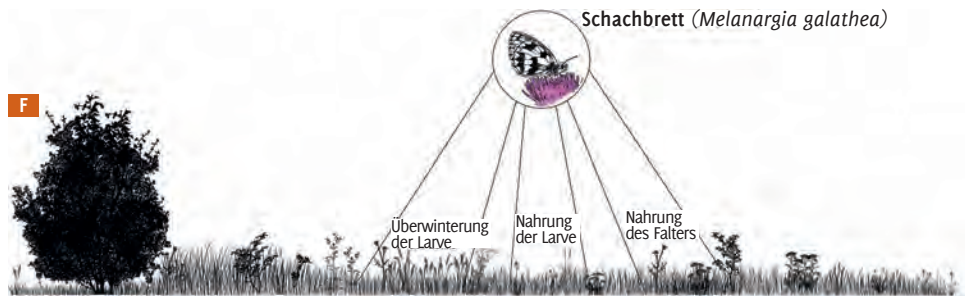 Schachbrett (Melanargia galathea)
F
Überwinterung
der Larve
Nahrung
der Larve
Nahrung
des Falters